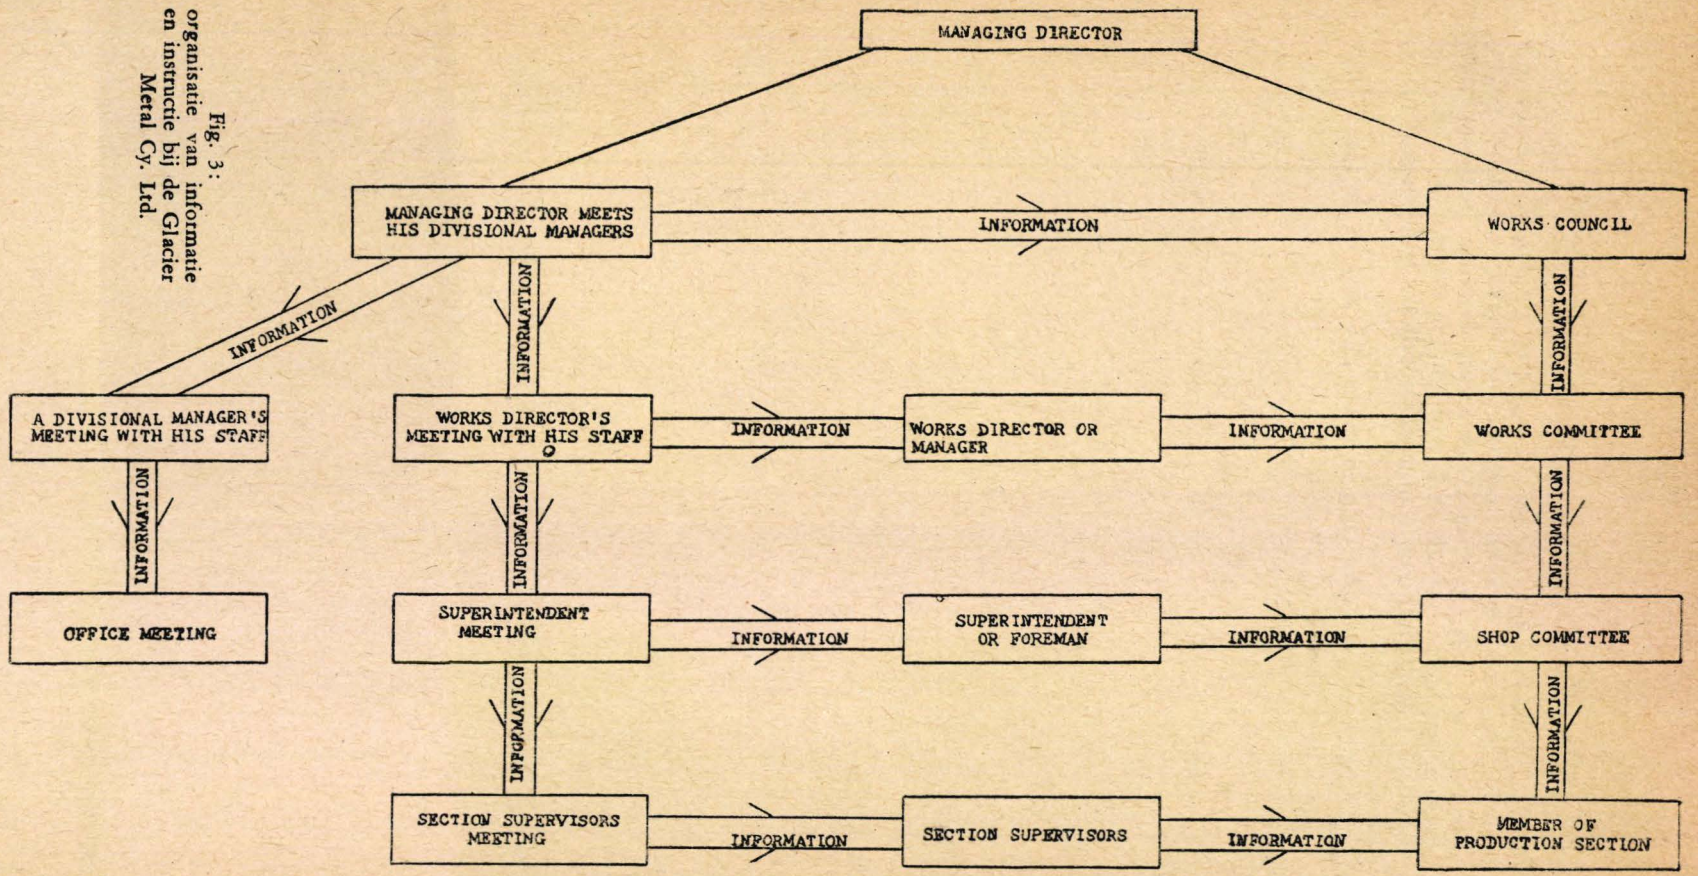 Fig. 3:
organisatie van informatie
en instructie bij de Glacier
Metal Cy. Ltd.
MANAGING DIRECTOR
MANAGING DIRECTOR MEETS
HIS DIVISIONAL MANAGERS
INFORMATION
WORKS COUNCIL
INFORMATION
INFORMATION
INFORMATION
A DIVISIONAL MANAGER'S
MEETING WITH HIS STAFF
WORKS DIRECTOR'S
MEETING WITH HIS STAFF
INFORMATION
WORKS DIRECTOR OR
MANAGER
INFORMATION
WORKS COMMITTEE
INFORMATION
INFORMATION
INFORMATION
OFFICE MEETING
SUPERINTENDENT
MEETING
INFORMATION
SUPERINTENDENT
OR FOREMAN
INFORMATION
SHOP COMMITTEE
INFORMATION
INFORMATION
SECTION SUPERVISORS
MEETING
INFORMATION
SECTION SUPERVISORS
INFORMATION
MEMBER OF
PRODUCTION SECTION